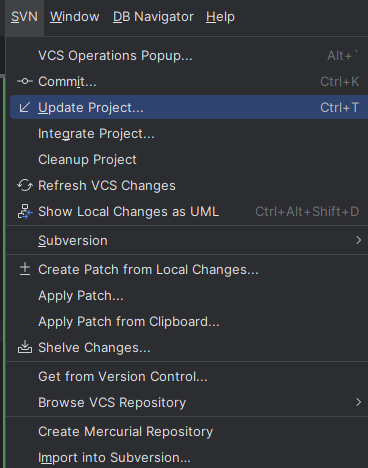 SVN Window DB Navigator Help
VCS Operations Popup... Alt+`
Commit... Ctrl+K
Update Project... Ctrl+T
Integrate Project...
Cleanup Project
Refresh VCS Changes
Show Local Changes as UML Ctrl+Alt+Shift+D
Subversion
Create Patch from Local Changes...
Apply Patch...
Apply Patch from Clipboard...
Shelve Changes...
Get from Version Control...
Browse VCS Repository
Create Mercurial Repository
Import into Subversion...